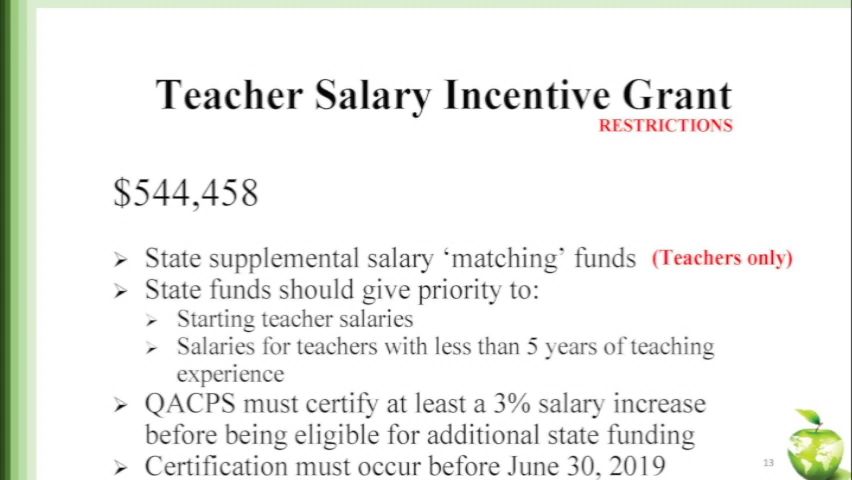 Teacher Salary Incentive Grant
RESTRICTIONS
$544,458
➢ State supplemental salary ‘matching’ funds (Teachers only)
➢ State funds should give priority to:
➢ Starting teacher salaries
➢ Salaries for teachers with less than 5 years of teaching
experience
➢ QACPS must certify at least a 3% salary increase
before being eligible for additional state funding
➢ Certification must occur before June 30, 2019
13